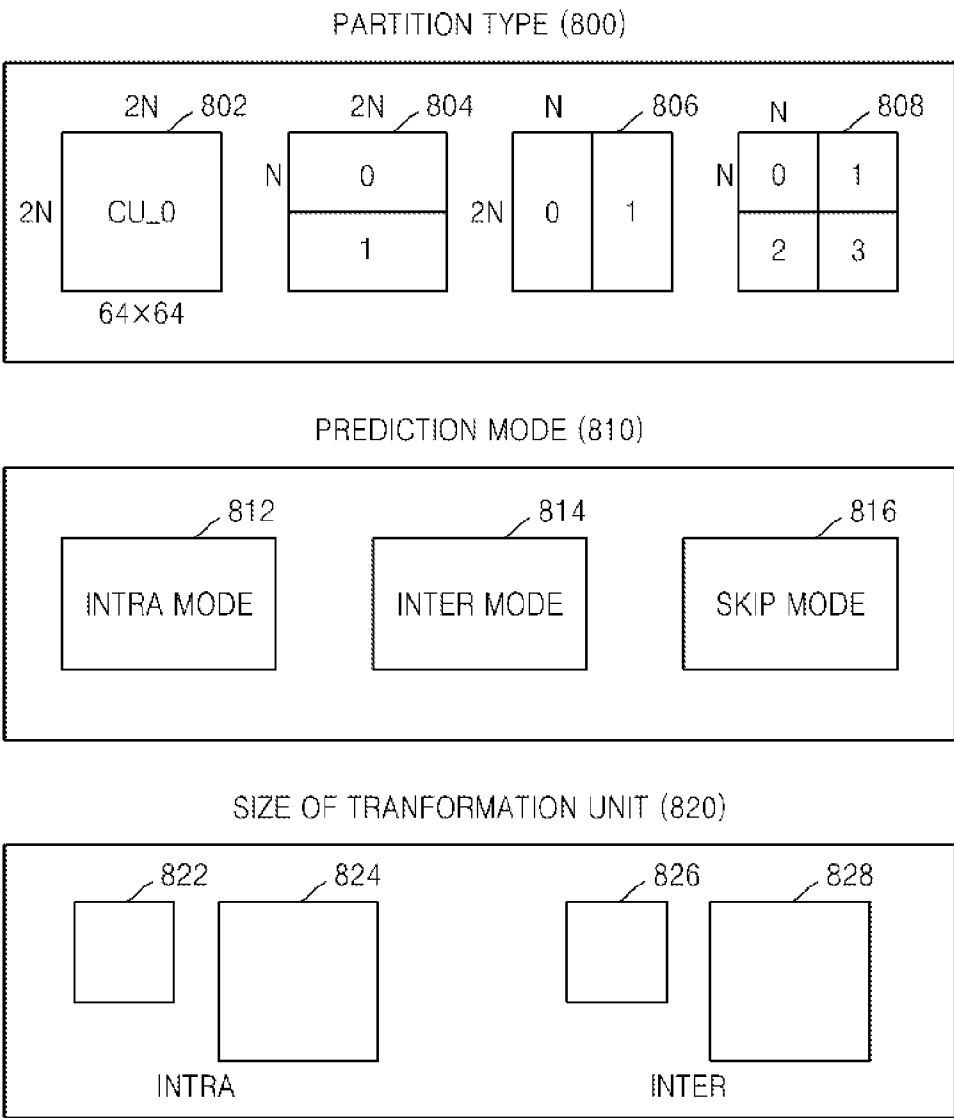 PARTITION TYPE (800)
2N 802 2N 804 N 806 N 808
2N CU_0 N 0 1 2N 0 1 N 0 1 2 3
64×64
PREDICTION MODE (810)
812 814 816
INTRA MODE INTER MODE SKIP MODE
SIZE OF TRANFORMATION UNIT (820)
822 824 826 828
INTRA INTER